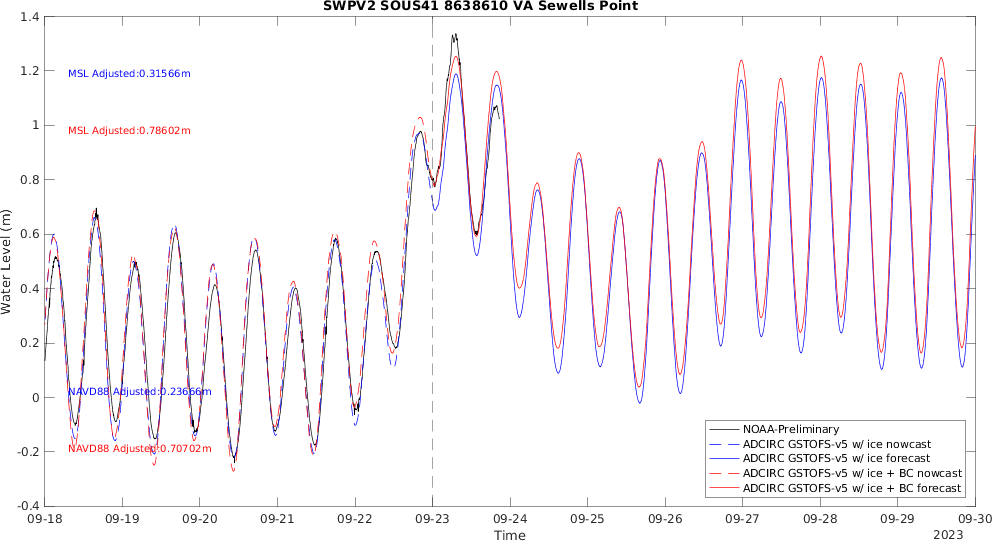 SWPV2 SOUS41 8638610 VA Sewells Point
1.4
1.2
1
0.8
0.6
0.4
0.2
0
-0.2
-0.4
Water Level (m)
MSL Adjusted:0.31566m
MSL Adjusted:0.78602m
NAVD88 Adjusted:0.23666m
NAVD88 Adjusted:0.70702m
NOAA-Preliminary
ADCIRC GSTOFS-v5 w/ ice nowcast
ADCIRC GSTOFS-v5 w/ ice forecast
ADCIRC GSTOFS-v5 w/ ice + BC nowcast
ADCIRC GSTOFS-v5 w/ ice + BC forecast
09-18 09-19 09-20 09-21 09-22 09-23 09-24 09-25 09-26 09-27 09-28 09-29 09-30
Time
2023